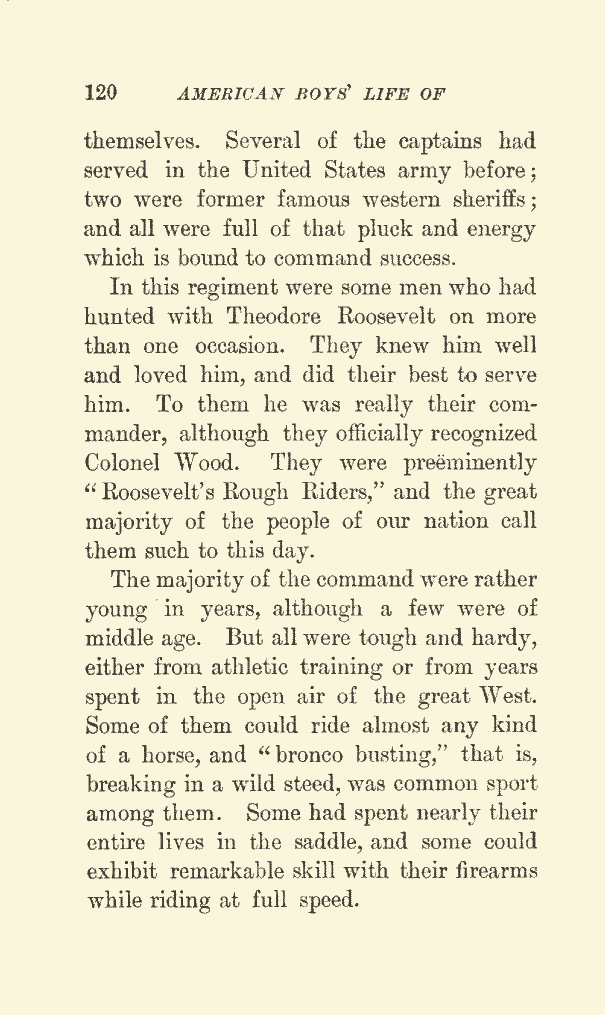 120 AMERICAN BOYS' LIFE OF
themselves. Several of the captains had
served in the United States army before;
two were former famous western sheriffs;
and all were full of that pluck and energy
which is bound to command success.
In this regiment were some men who had
hunted with Theodore Roosevelt on more
than one occasion. They knew him well
and loved him, and did their best to serve
him. To them he was really their com-
mander, although they officially recognized
Colonel Wood. They were preëminently
"Roosevelt's Rough Riders," and the great
majority of the people of our nation call
them such to this day.
The majority of the command were rather
young in years, although a few were of
middle age. But all were tough and hardy,
either from athletic training or from years
spent in the open air of the great West.
Some of them could ride almost any kind
of a horse, and "bronco busting," that is,
breaking in a wild steed, was common sport
among them. Some had spent nearly their
entire lives in the saddle, and some could
exhibit remarkable skill with their firearms
while riding at full speed.